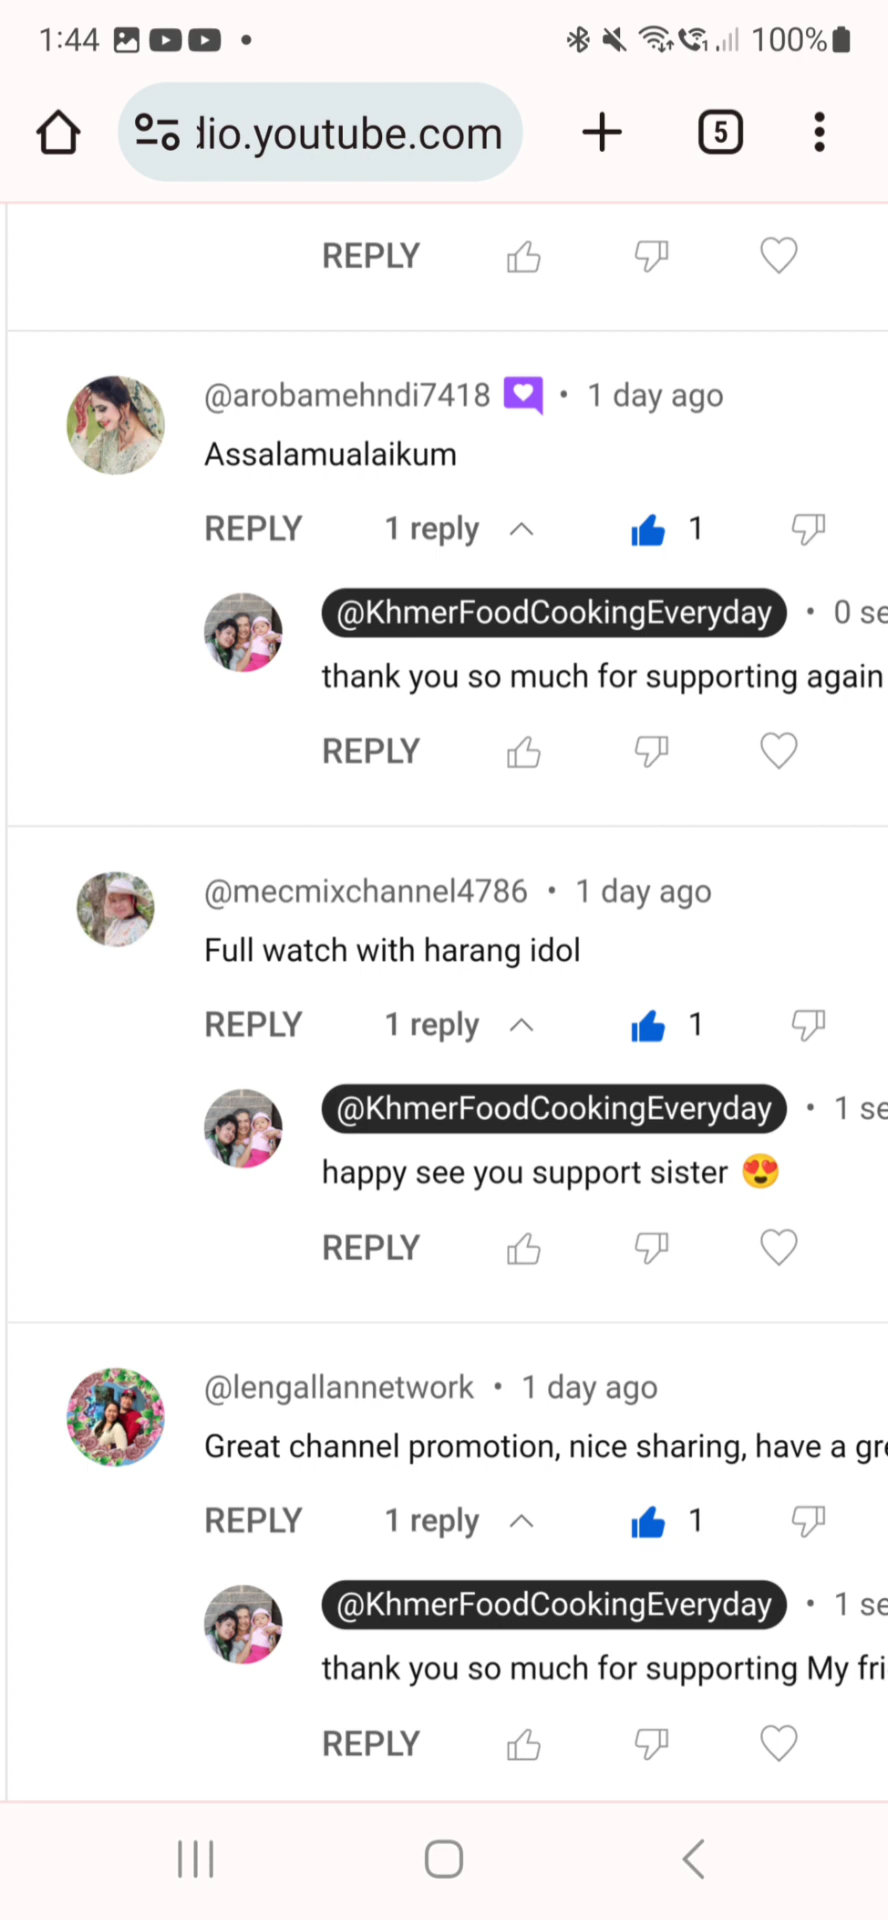 1:44 100%
dio.youtube.com 5
REPLY
@arobamehndi7418 • 1 day ago
Assalamualaikum
REPLY 1 reply 1
@KhmerFoodCookingEveryday • 0 se
thank you so much for supporting again
REPLY
@mecmixchannel4786 • 1 day ago
Full watch with harang idol
REPLY 1 reply 1
@KhmerFoodCookingEveryday • 1 se
happy see you support sister 😍
REPLY
@lengallannetwork • 1 day ago
Great channel promotion, nice sharing, have a gre
REPLY 1 reply 1
@KhmerFoodCookingEveryday • 1 se
thank you so much for supporting My fri
REPLY